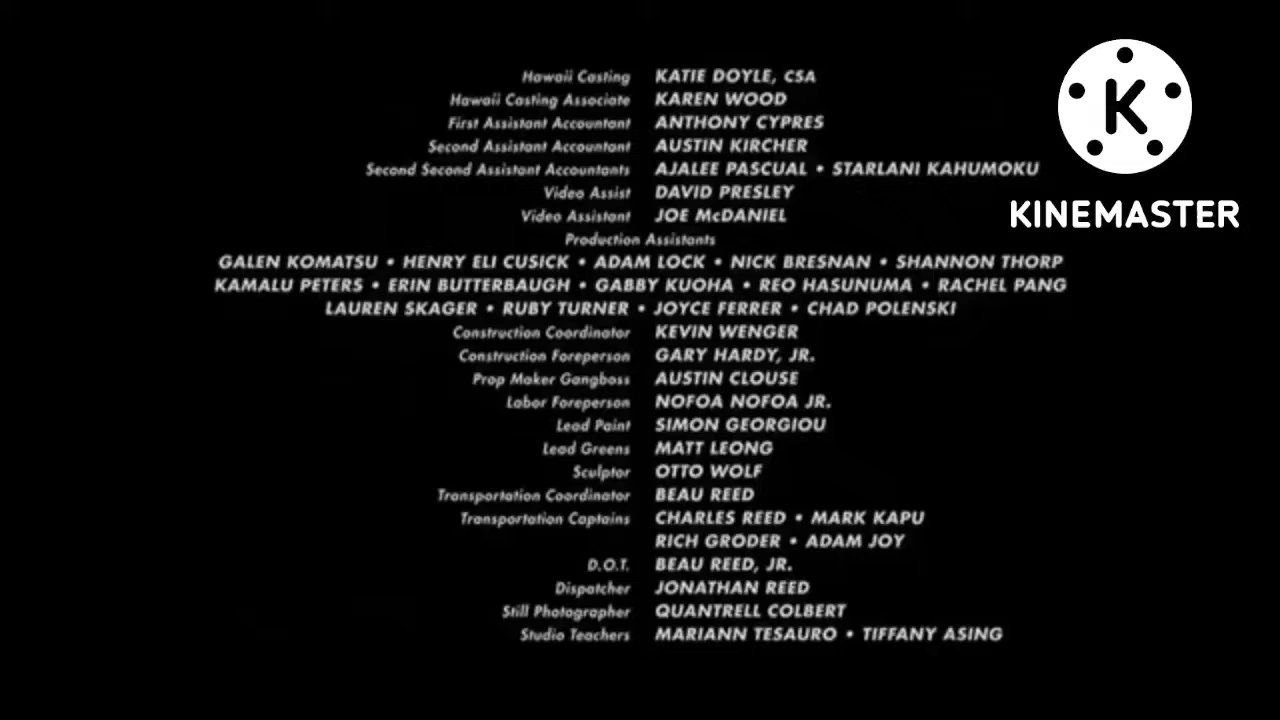 Hawaii Casting KATIE DOYLE, CSA
Hawaii Casting Associate KAREN WOOD
First Assistant Accountant ANTHONY CYPRES
Second Assistant Accountant AUSTIN KIRCHER
Second Second Assistant Accountants AJALEE PASCUAL • STARLANI KAHUMOKU
Video Assist DAVID PRESLEY
Video Assistant JOE McDANIEL
Production Assistants
GALEN KOMATSU • HENRY ELI CUSICK • ADAM LOCK • NICK BRESNAN • SHANNON THORP
KAMALU PETERS • ERIN BUTTERBAUGH • GABBY KUOHA • REO HASUNUMA • RACHEL PANG
LAUREN SKAGER • RUBY TURNER • JOYCE FERRER • CHAD POLENSKI
Construction Coordinator KEVIN WENGER
Construction Foreperson GARY HARDY, JR.
Prop Maker Gangboss AUSTIN CLOUSE
Labor Foreperson NOFOA NOFOA JR.
Lead Paint SIMON GEORGIOU
Lead Greens MATT LEONG
Sculptor OTTO WOLF
Transportation Coordinator BEAU REED
Transportation Captains CHARLES REED • MARK KAPU
RICH GRODER • ADAM JOY
D.O.T. BEAU REED, JR.
Dispatcher JONATHAN REED
Still Photographer QUANTRELL COLBERT
Studio Teachers MARIANN TESAURO • TIFFANY ASING
K
KINEMASTER